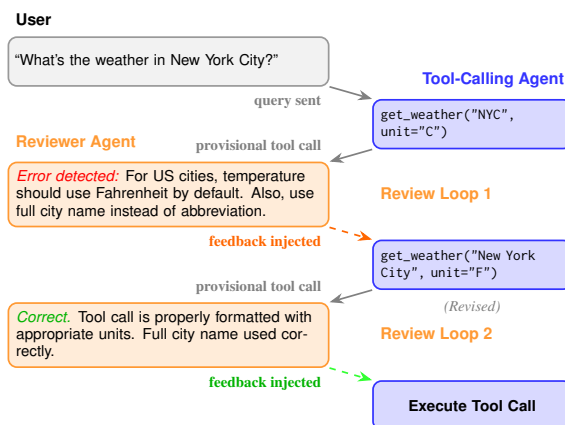 User
“What’s the weather in New York City?”
Tool-Calling Agent
query sent
get_weather("NYC",
unit="C")
Reviewer Agent
provisional tool call
Error detected: For US cities, temperature
should use Fahrenheit by default. Also, use
full city name instead of abbreviation.
Review Loop 1
feedback injected
get_weather("New York
City", unit="F")
provisional tool call
(Revised)
Correct. Tool call is properly formatted with
appropriate units. Full city name used cor-
rectly.
Review Loop 2
feedback injected
Execute Tool Call